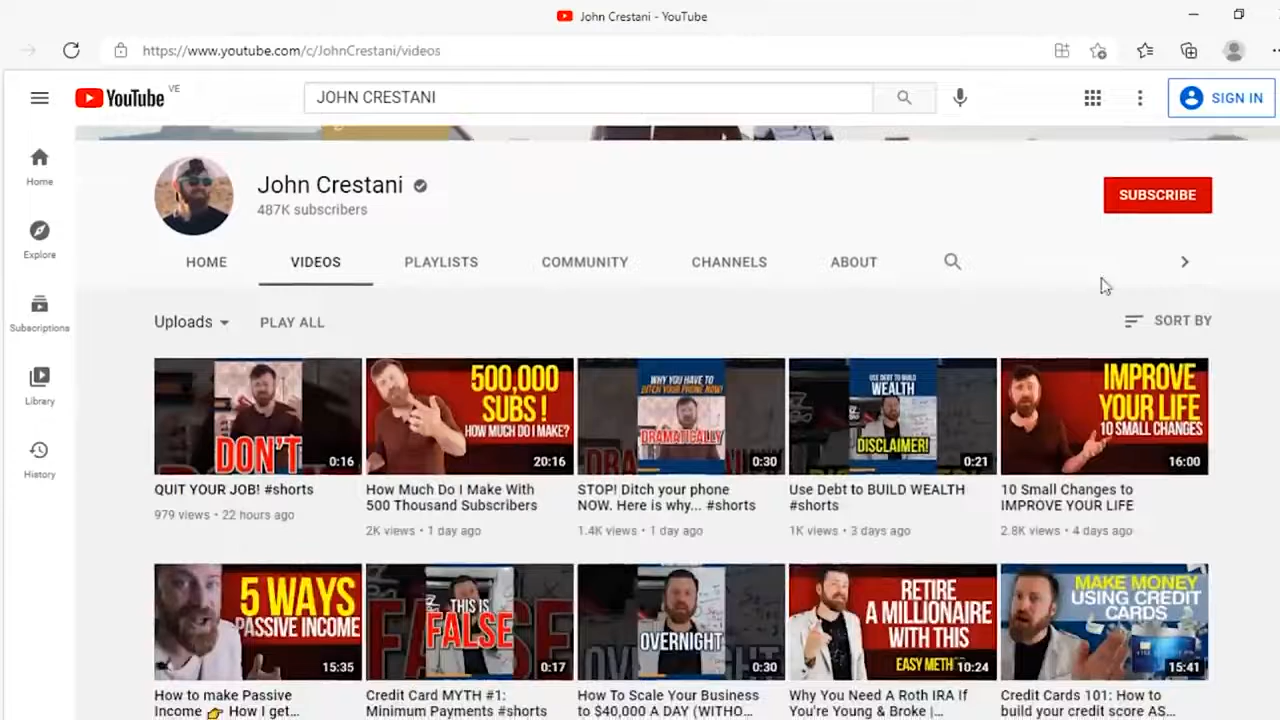 John Crestani - YouTube
https://www.youtube.com/c/JohnCrestani/videos
YouTube VE
JOHN CRESTANI
SIGN IN
Home
Explore
Subscriptions
Library
History
John Crestani
487K subscribers
SUBSCRIBE
HOME VIDEOS PLAYLISTS COMMUNITY CHANNELS ABOUT
Uploads PLAY ALL SORT BY
DON'T
0:16
QUIT YOUR JOB! #shorts
979 views • 22 hours ago
500,000
SUBS!
HOW MUCH DO I MAKE?
20:16
How Much Do I Make With
500 Thousand Subscribers
2K views • 1 day ago
WHY YOU HAVE TO
DITCH YOUR PHONE NOW!
DRAMATICALLY
0:30
STOP! Ditch your phone
NOW. Here is why... #shorts
1.4K views • 1 day ago
USE DEBT TO BUILD
WEALTH
DISCLAIMER!
0:21
Use Debt to BUILD WEALTH
#shorts
1K views • 3 days ago
IMPROVE
YOUR LIFE
10 SMALL CHANGES
16:00
10 Small Changes to
IMPROVE YOUR LIFE
2.8K views • 4 days ago
5 WAYS
PASSIVE INCOME
15:35
How to make Passive
Income 👉 How I get...
THIS IS
FALSE
0:17
Credit Card MYTH #1:
Minimum Payments #shorts
OVERNIGHT
0:30
How To Scale Your Business
to $40,000 A DAY (WITHO...
RETIRE
A MILLIONAIRE
WITH THIS
EASY METH
10:24
Why You Need A Roth IRA If
You're Young & Broke |...
MAKE MONEY
USING CREDIT
CARDS
15:41
Credit Cards 101: How to
build your credit score AS...